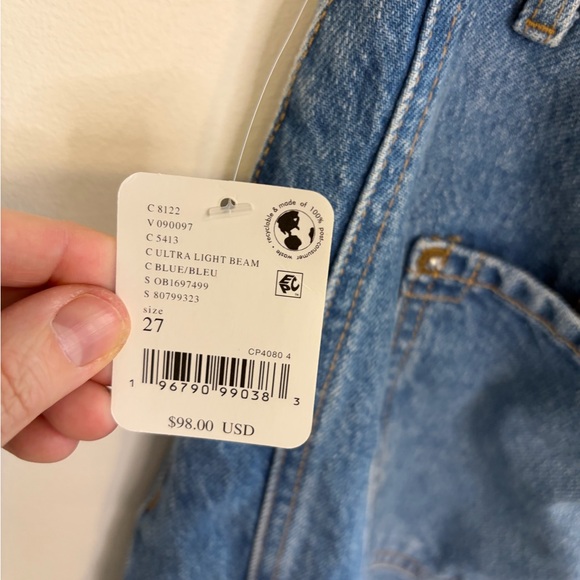 C 8122
V 090097
C 5413
C ULTRA LIGHT BEAM
C BLUE/BLEU
S OB1697499
S 80799323
size
27
recyclable & made of 100% post-consumer waste •
CP4080 4
1 96790 99038 3
$98.00 USD